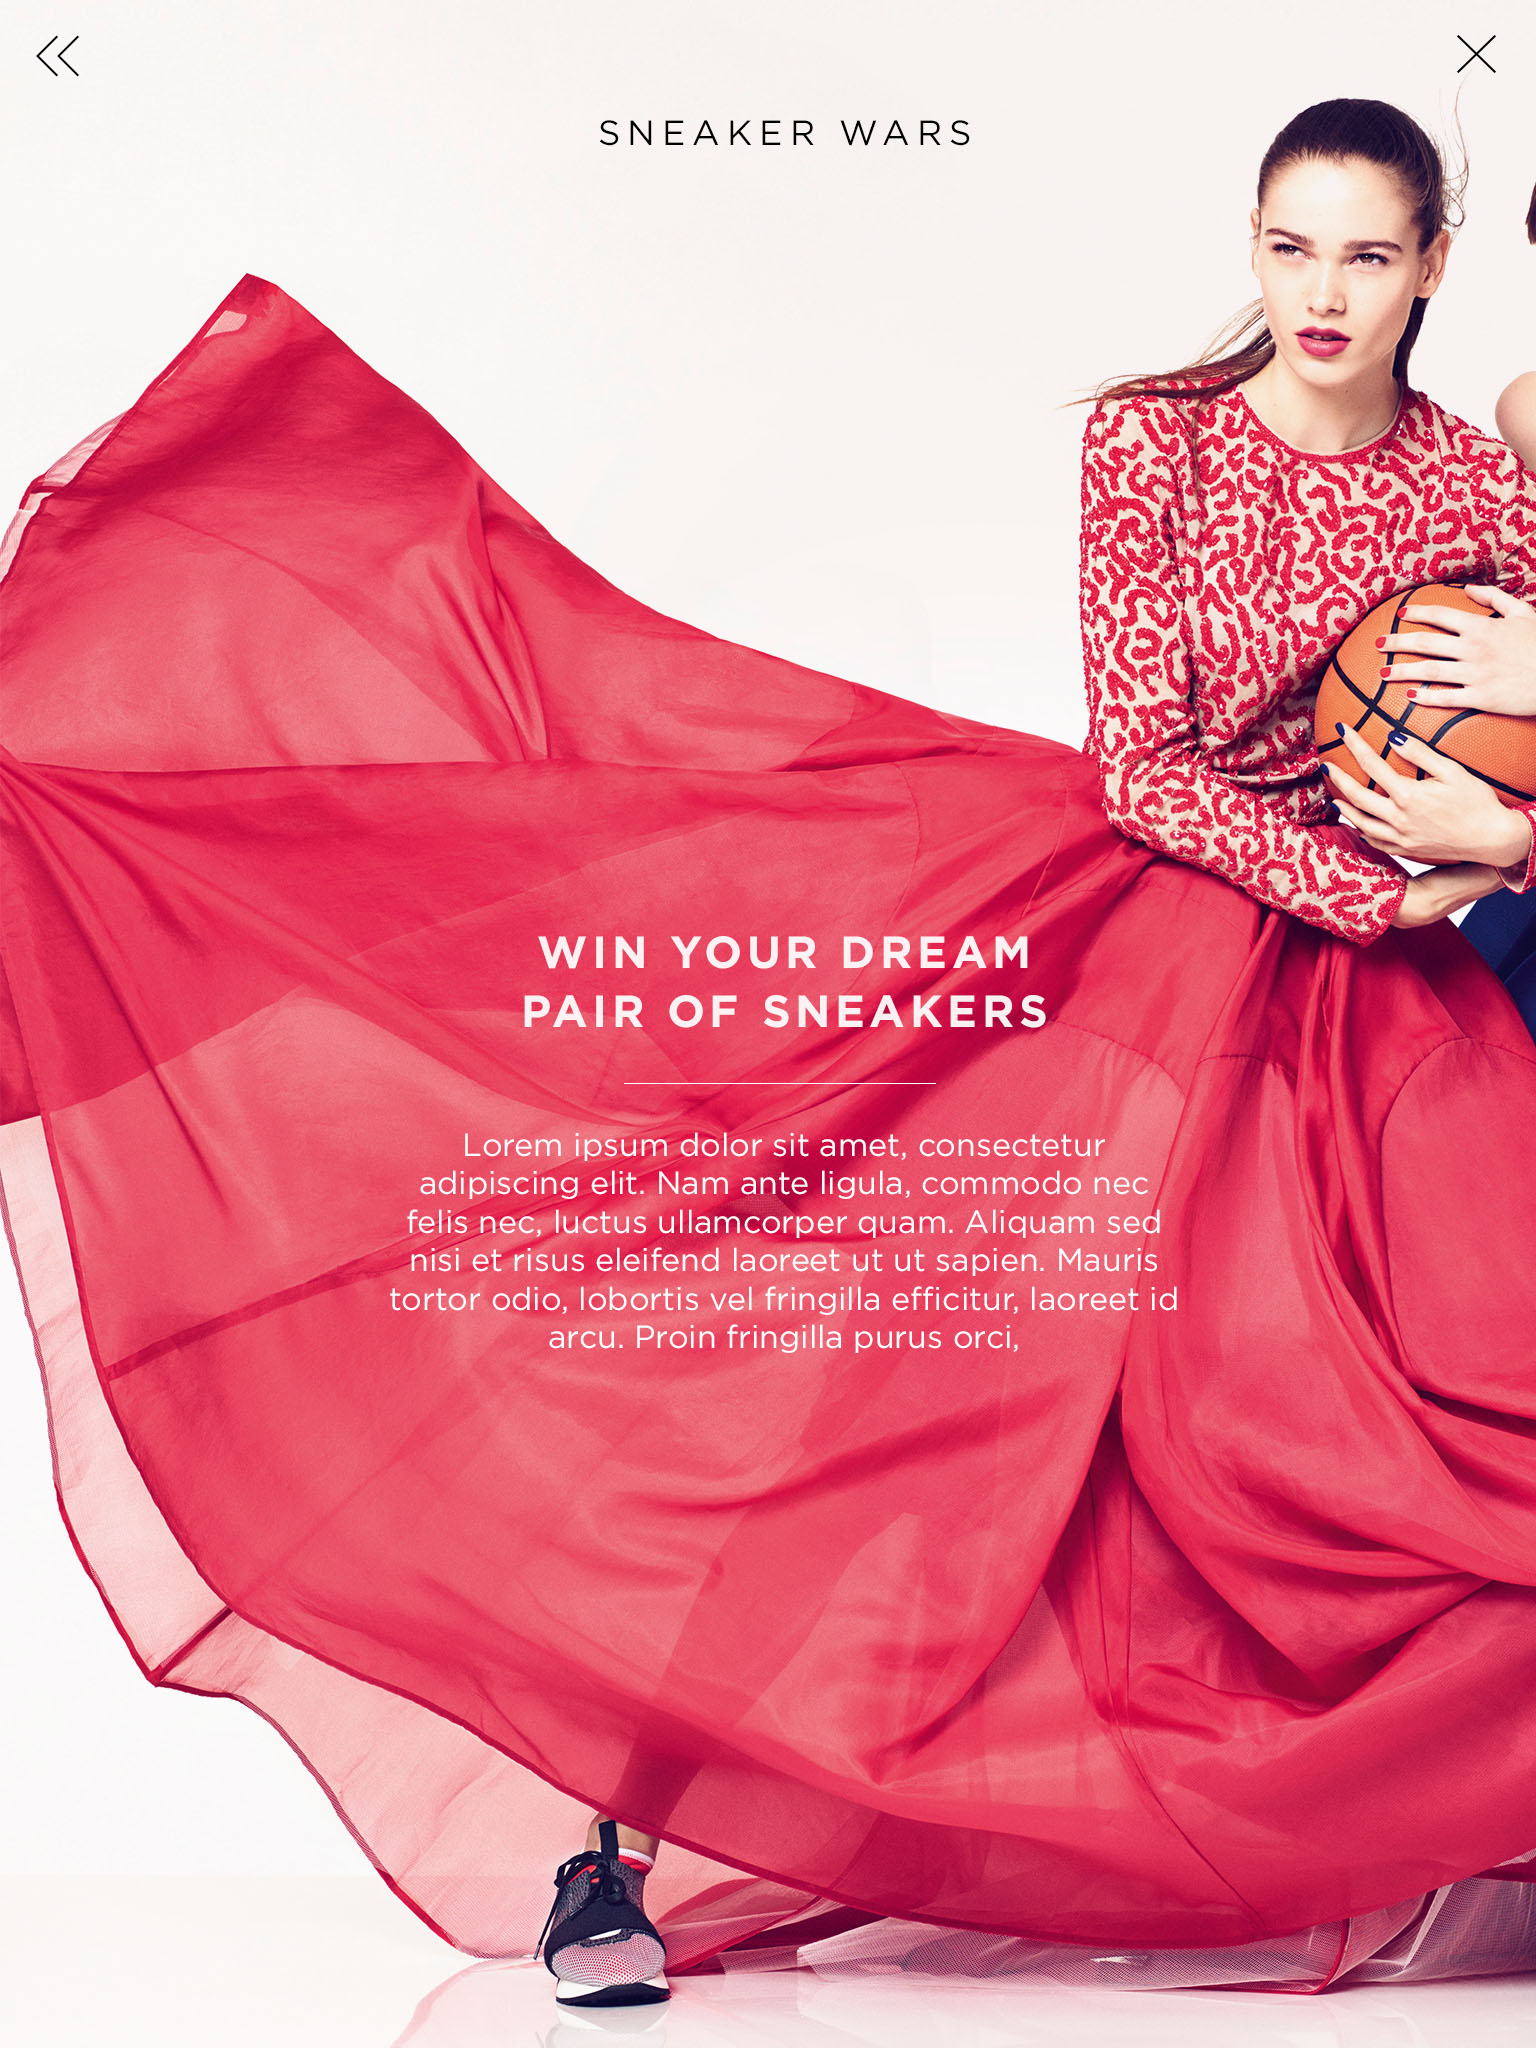 SNEAKER WARS
WIN YOUR DREAM
PAIR OF SNEAKERS
Lorem ipsum dolor sit amet, consectetur
adipiscing elit. Nam ante ligula, commodo nec
felis nec, luctus ullamcorper quam. Aliquam sed
nisi et risus eleifend laoreet ut ut sapien. Mauris
tortor odio, lobortis vel fringilla efficitur, laoreet id
arcu. Proin fringilla purus orci,